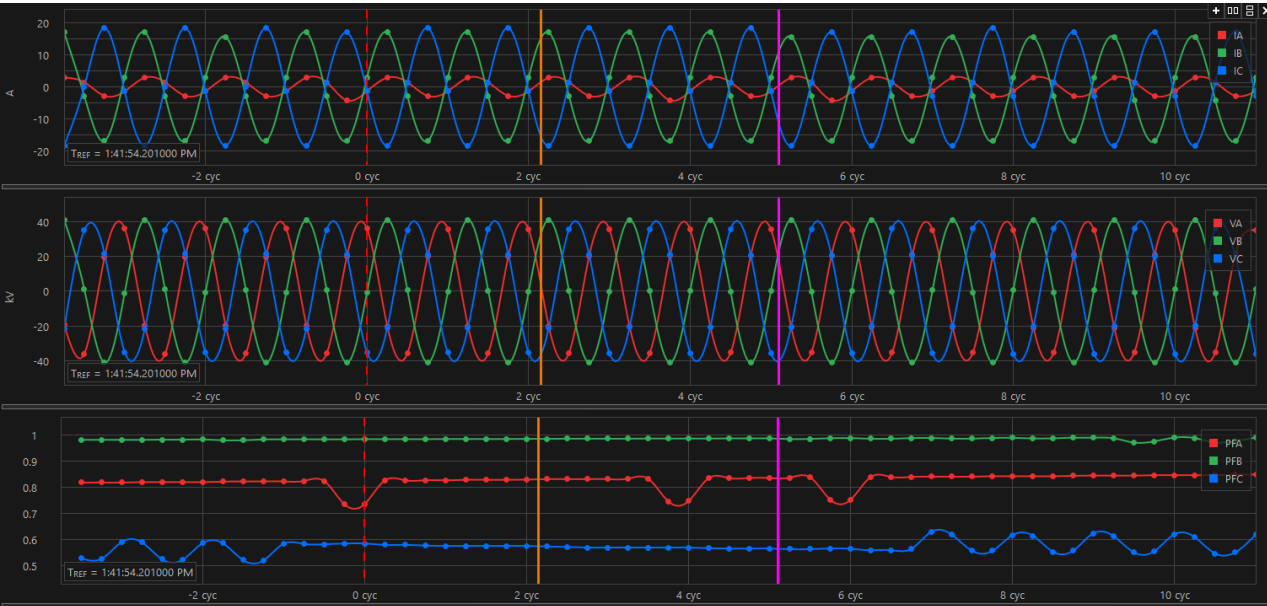 20
10
0
-10
-20
A
IA
IB
IC
TREF = 1:41:54.201000 PM
-2 cyc 0 cyc 2 cyc 4 cyc 6 cyc 8 cyc 10 cyc
40
20
0
-20
-40
kV
VA
VB
VC
TREF = 1:41:54.201000 PM
-2 cyc 0 cyc 2 cyc 4 cyc 6 cyc 8 cyc 10 cyc
1
0.9
0.8
0.7
0.6
0.5
PFA
PFB
PFC
TREF = 1:41:54.201000 PM
-2 cyc 0 cyc 2 cyc 4 cyc 6 cyc 8 cyc 10 cyc